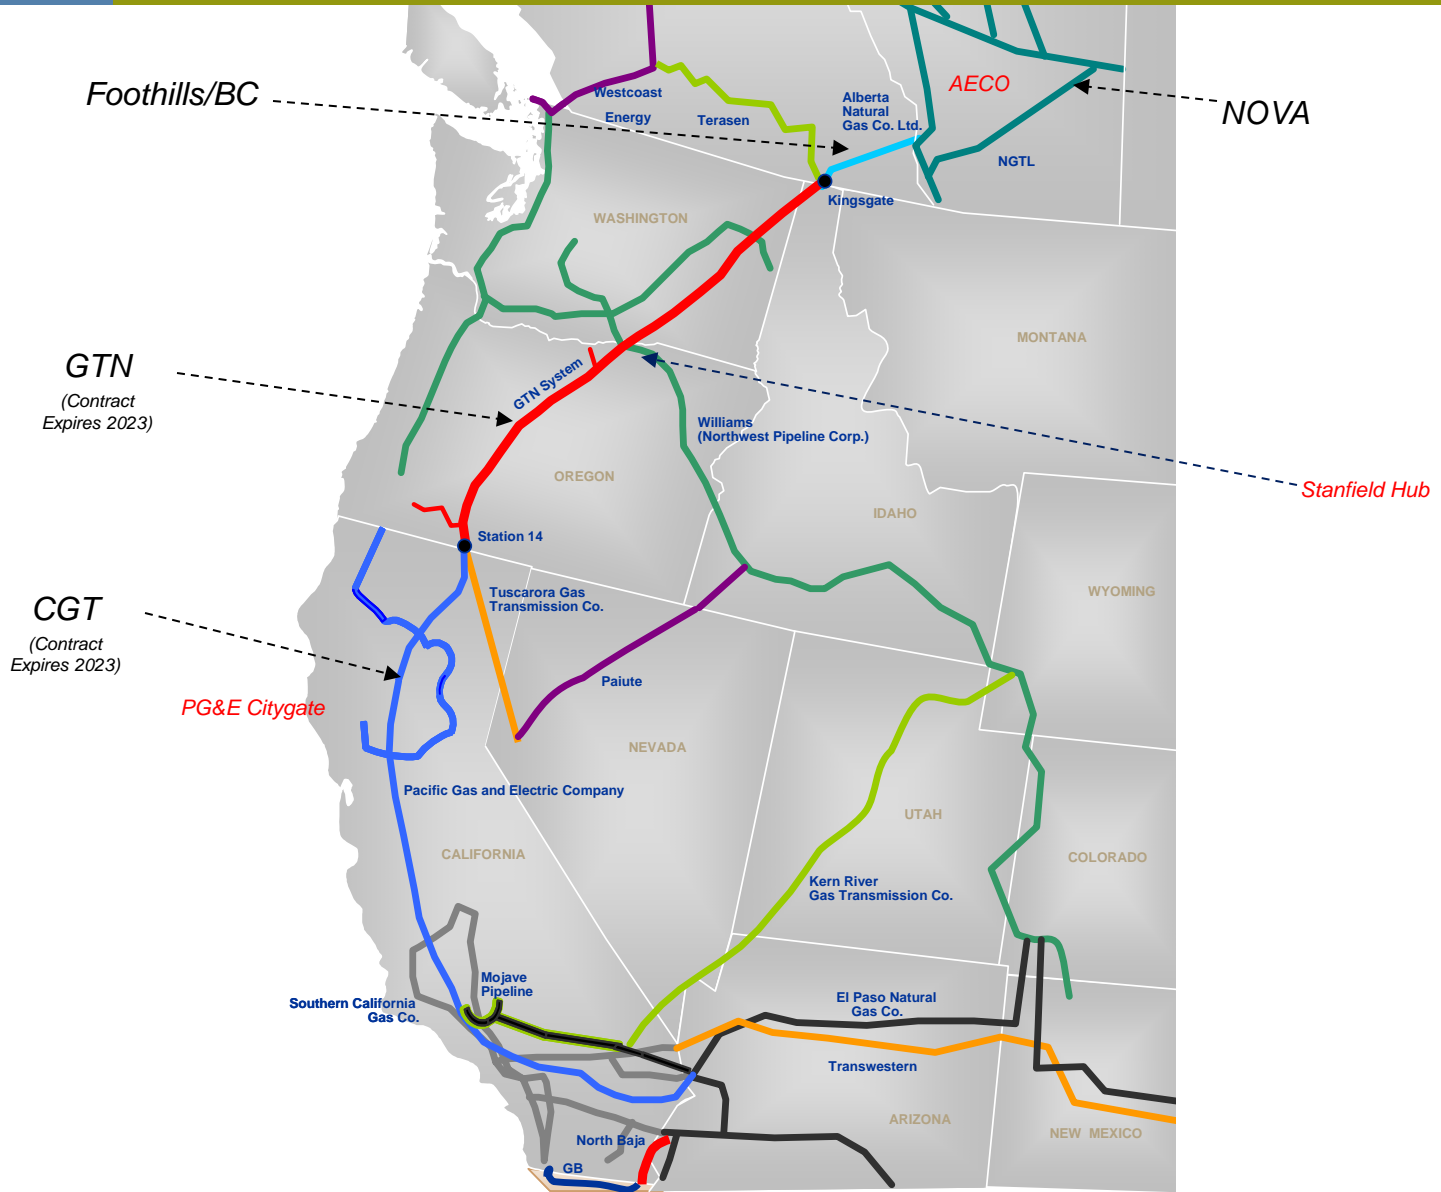 Foothills/BC
Westcoast
Energy
Terasen
Alberta
Natural
Gas Co. Ltd.
AECO
NOVA
NGTL
Kingsgate
WASHINGTON
MONTANA
GTN
(Contract
Expires 2023)
GTN System
Williams
(Northwest Pipeline Corp.)
OREGON
Stanfield Hub
IDAHO
Station 14
WYOMING
Tuscarora Gas
Transmission Co.
CGT
(Contract
Expires 2023)
Paiute
PG&E Citygate
NEVADA
Pacific Gas and Electric Company
UTAH
CALIFORNIA
COLORADO
Kern River
Gas Transmission Co.
Mojave
Pipeline
Southern California
Gas Co.
El Paso Natural
Gas Co.
Transwestern
ARIZONA
NEW MEXICO
North Baja
GB